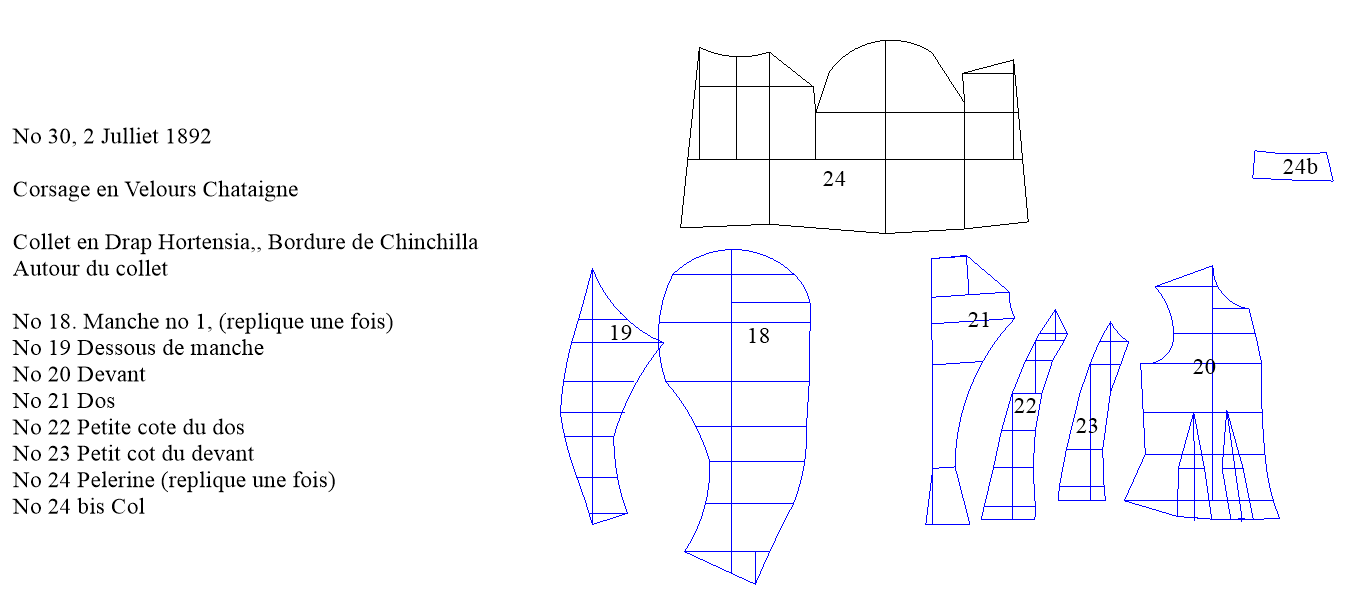 No 30, 2 Julliet 1892
Corsage en Velours Chataigne
Collet en Drap Hortensia,, Bordure de Chinchilla
Autour du collet
No 18. Manche no 1, (replique une fois)
No 19 Dessous de manche
No 20 Devant
No 21 Dos
No 22 Petite cote du dos
No 23 Petit cot du devant
No 24 Pelerine (replique une fois)
No 24 bis Col
24
24b
19
18
21
22
23
20